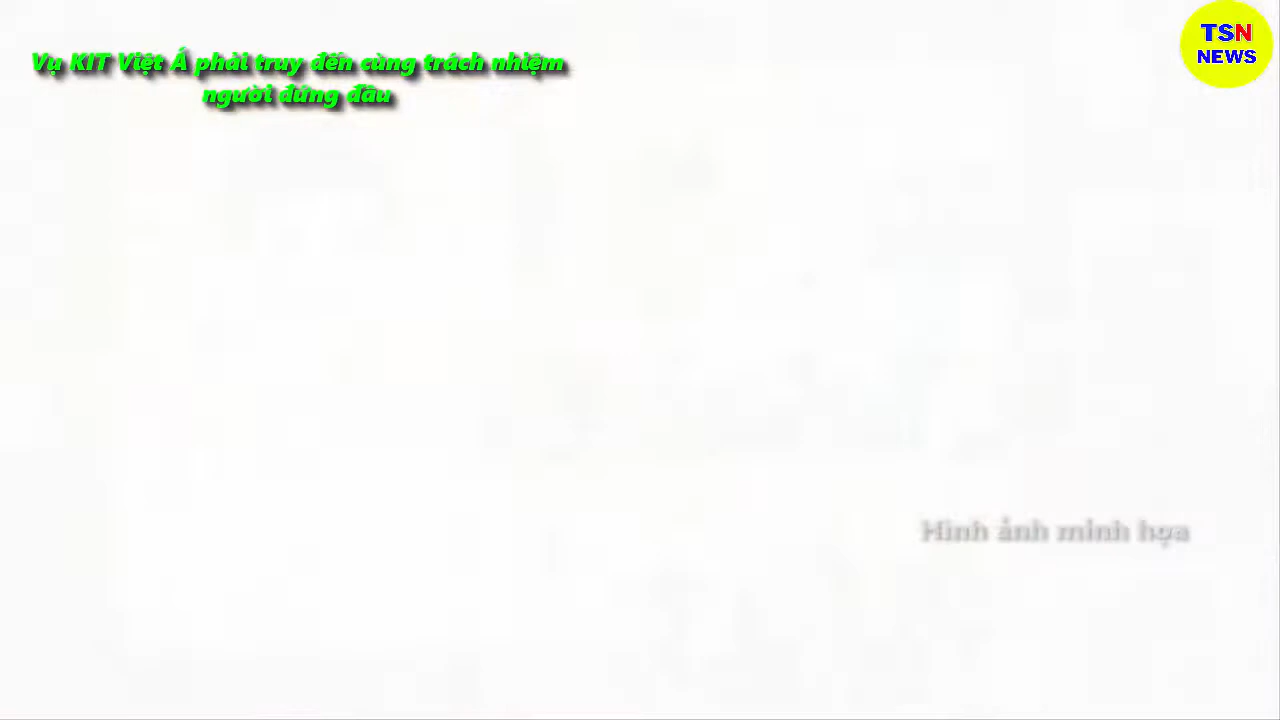 Vụ KIT Việt Á phải truy đến cùng trách nhiệm
người đứng đầu
TSN
NEWS
Hình ảnh minh họa